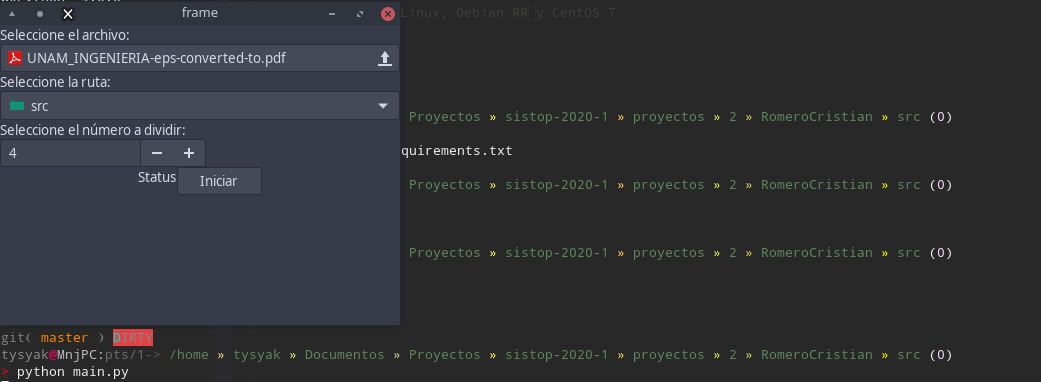 frame
Seleccione el archivo:
UNAM_INGENIERIA-eps-converted-to.pdf
Seleccione la ruta:
src
Seleccione el número a dividir:
4
Status Iniciar
Linux, Debian RR y CentOS 7
Proyectos » sistop-2020-1 » proyectos » 2 » RomeroCristian » src (0)
quirements.txt
Proyectos » sistop-2020-1 » proyectos » 2 » RomeroCristian » src (0)
Proyectos » sistop-2020-1 » proyectos » 2 » RomeroCristian » src (0)
git( master ) DIRTY
tysyak@MnjPC:pts/1-> /home » tysyak » Documentos » Proyectos » sistop-2020-1 » proyectos » 2 » RomeroCristian » src (0)
> python main.py